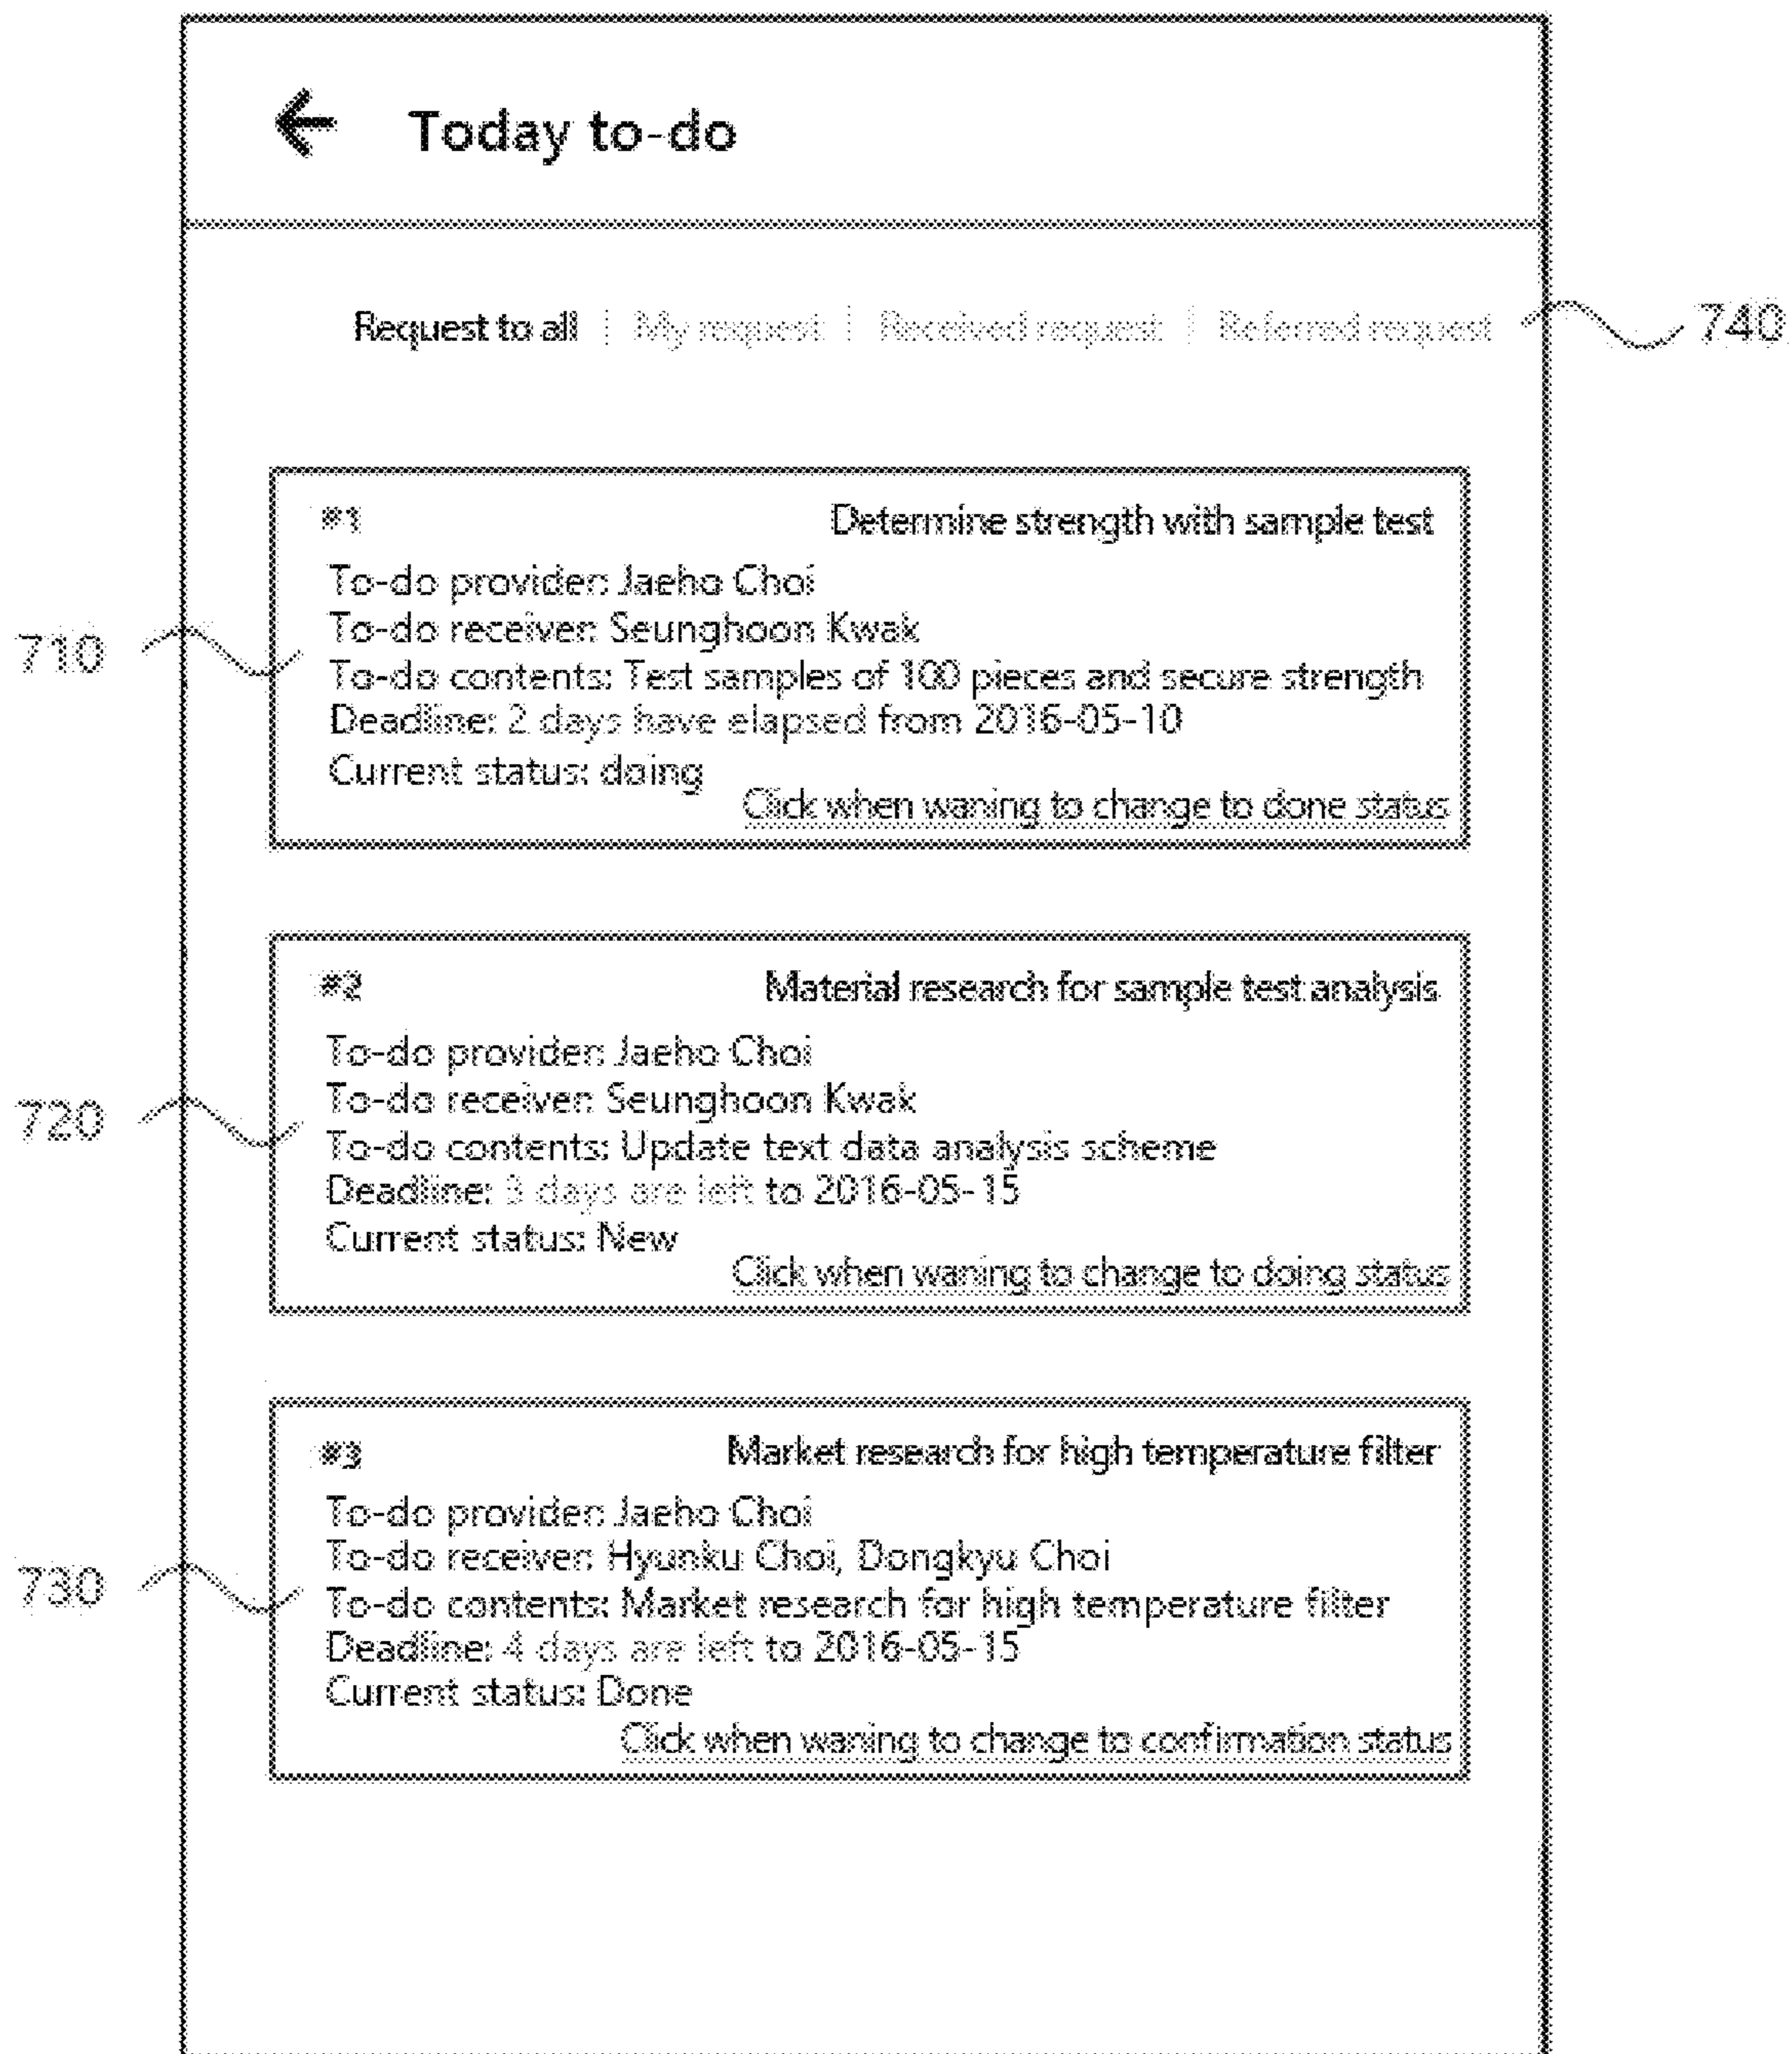 ← Today to-do
Request to all | My request | Received request | Referred request
740
#1 Determine strength with sample test
To-do provider: Jaeho Choi
To-do receiver: Seunghoon Kwak
710
To-do contents: Test samples of 100 pieces and secure strength
Deadline: 2 days have elapsed from 2016-05-10
Current status: doing
Click when waning to change to done status
#2 Material research for sample test analysis
To-do provider: Jaeho Choi
To-do receiver: Seunghoon Kwak
720
To-do contents: Update text data analysis scheme
Deadline: 3 days are left to 2016-05-15
Current status: New
Click when waning to change to doing status
#3 Market research for high temperature filter
To-do provider: Jaeho Choi
To-do receiver: Hyunku Choi, Dongkyu Choi
730
To-do contents: Market research for high temperature filter
Deadline: 4 days are left to 2016-05-15
Current status: Done
Click when waning to change to confirmation status